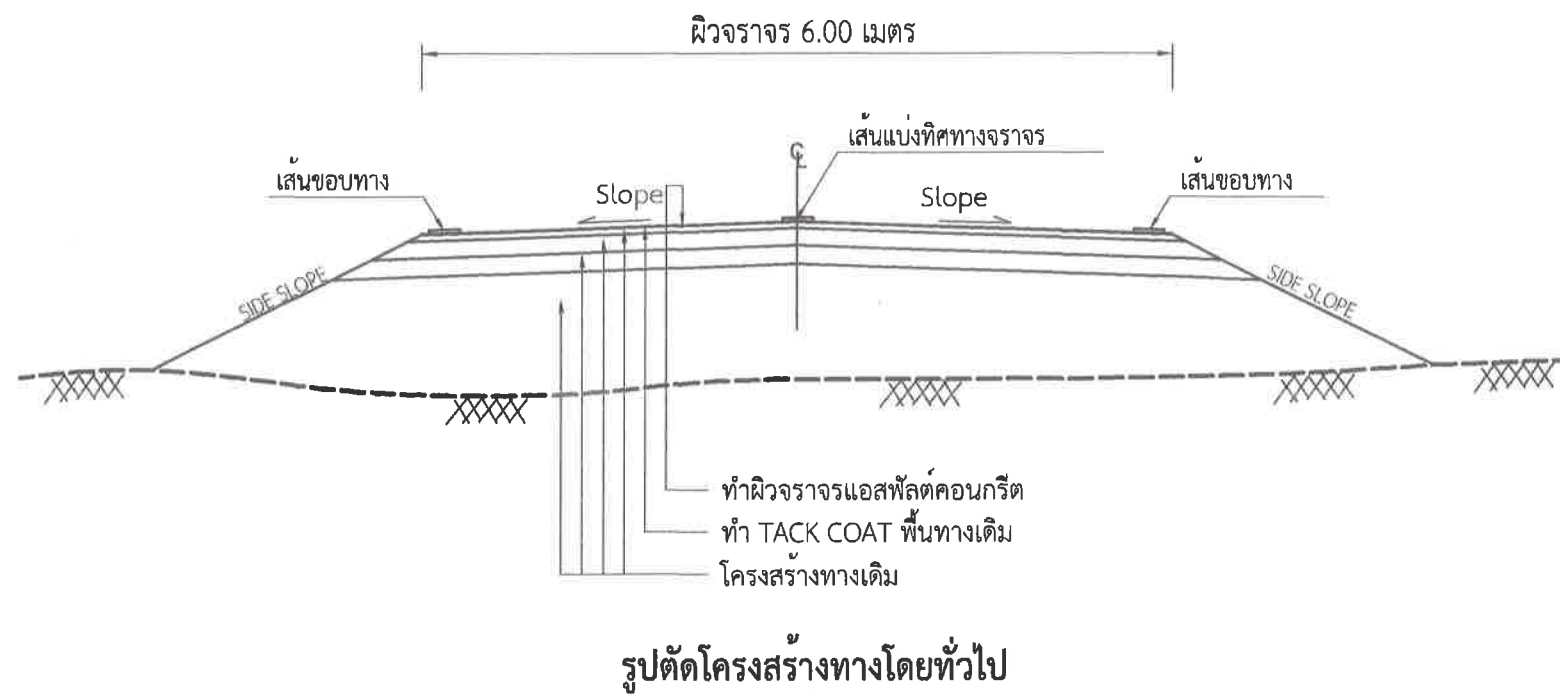 ผิวจราจร 6.00 เมตร
เส้นแบ่งทิศทางจราจร
℄
เส้นขอบทาง
Slope
Slope
เส้นขอบทาง
SIDE SLOPE
SIDE SLOPE
ทำผิวจราจรแอสฟัลต์คอนกรีต
ทำ TACK COAT พื้นทางเดิม
โครงสร้างทางเดิม
รูปตัดโครงสร้างทางโดยทั่วไป